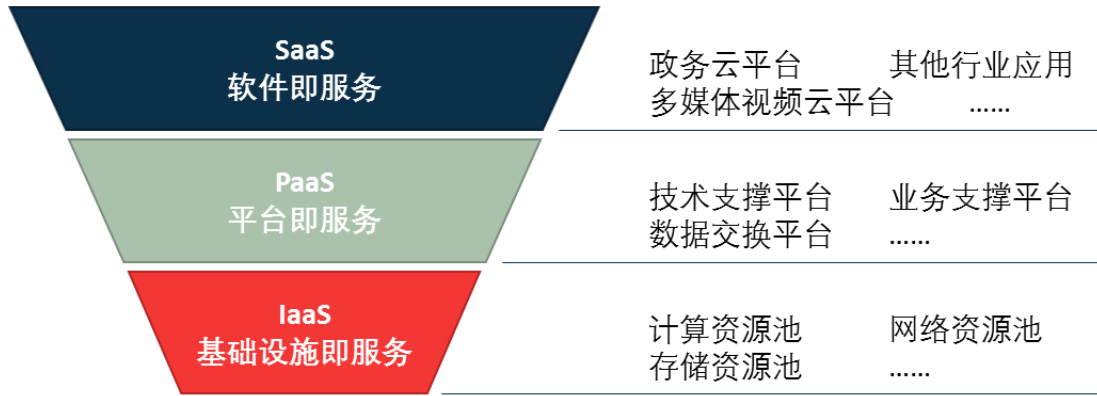 SaaS
软件即服务
政务云平台 其他行业应用
多媒体视频云平台 ......
PaaS
平台即服务
技术支撑平台 业务支撑平台
数据交换平台 ......
IaaS
基础设施即服务
计算资源池 网络资源池
存储资源池 ......